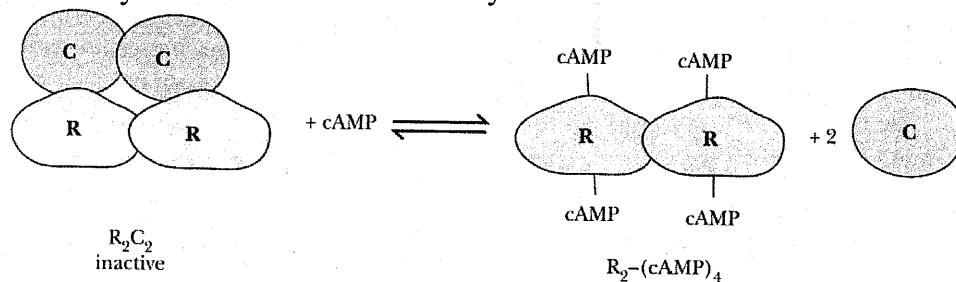 C
C
R
R
+ cAMP
cAMP
cAMP
R
R
cAMP
cAMP
+ 2
C
R₂C₂
inactive
R₂–(cAMP)₄